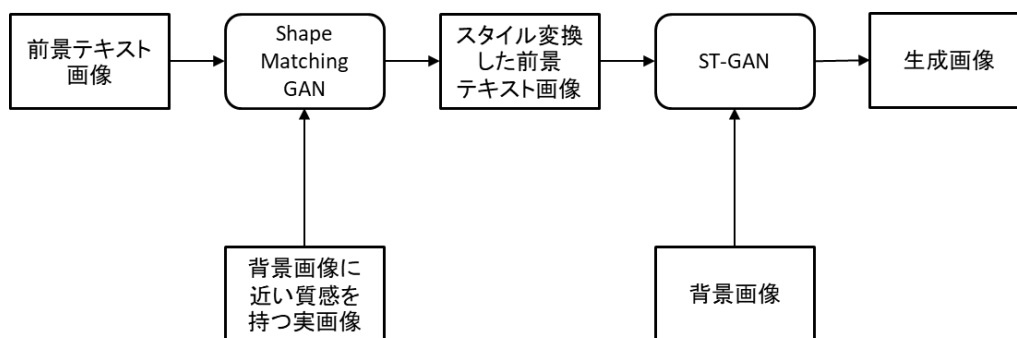 前景テキスト
画像
Shape
Matching
GAN
スタイル変換
した前景
テキスト画像
ST-GAN
生成画像
背景画像に
近い質感を
持つ実画像
背景画像